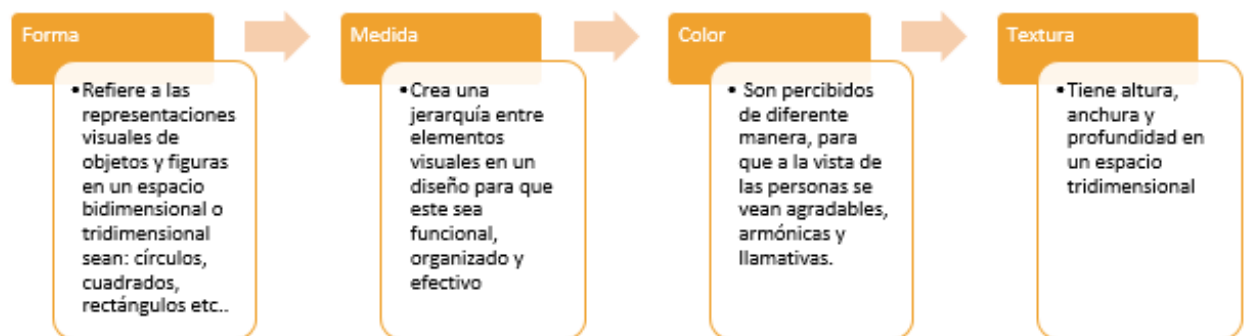 Forma
•Refiere a las
representaciones
visuales de
objetos y figuras
en un espacio
bidimensional o
tridimensional
sean: círculos,
cuadrados,
rectángulos etc..
Medida
•Crea una
jerarquía entre
elementos
visuales en un
diseño para que
este sea
funcional,
organizado y
efectivo
Color
• Son percibidos
de diferente
manera, para
que a la vista de
las personas se
vean agradables,
armónicas y
llamativas.
Textura
•Tiene altura,
anchura y
profundidad en
un espacio
tridimensional